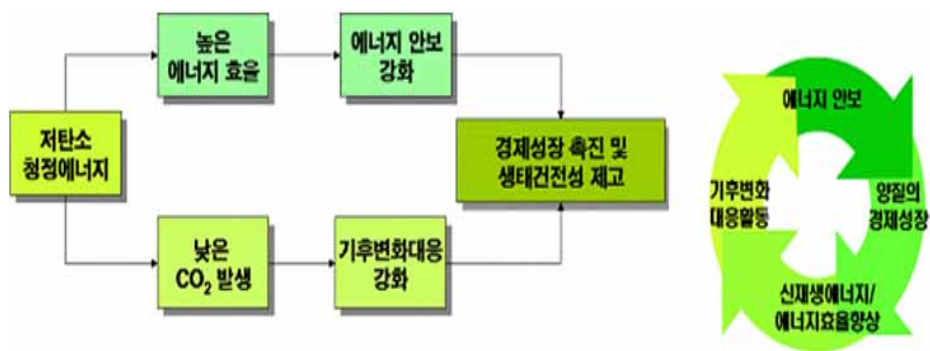 높은
에너지 효율
에너지 안보
강화
저탄소
청정에너지
경제성장 촉진 및
생태건전성 제고
낮은
CO₂ 발생
기후변화대응
강화
에너지 안보
양질의
경제성장
신재생에너지/
에너지효율향상
기후변화
대응활동